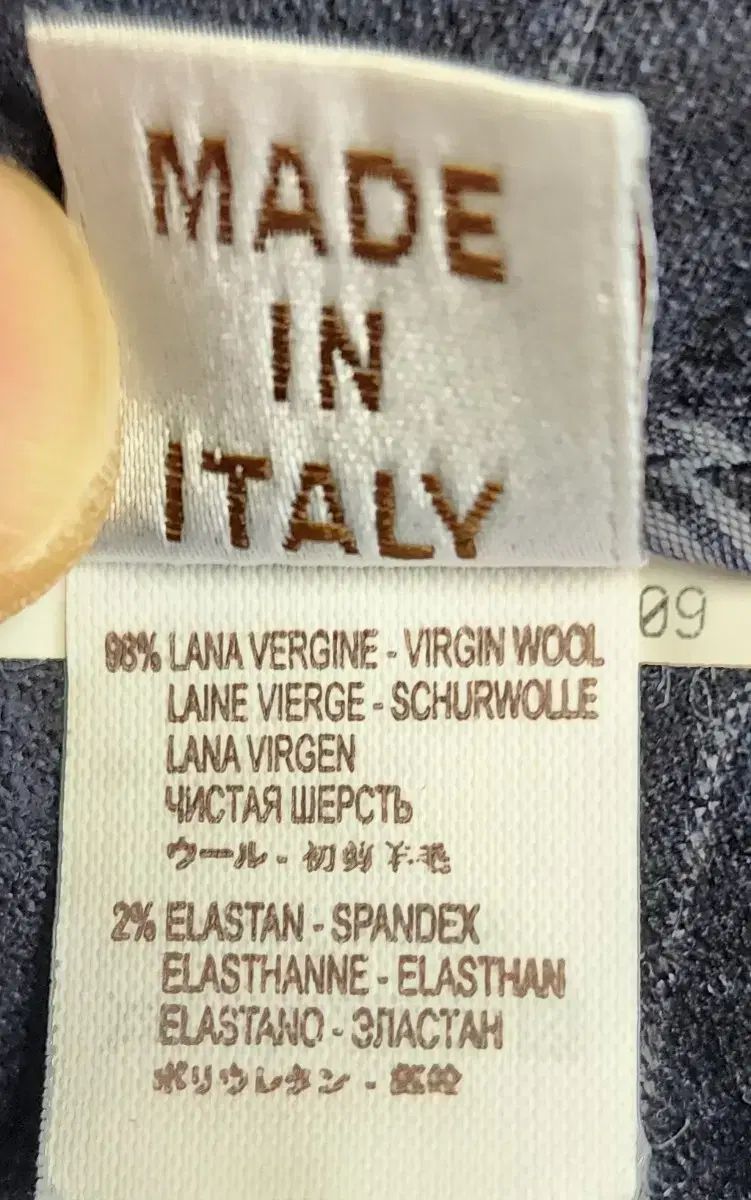 MADE
IN
ITALY
09
98% LANA VERGINE - VIRGIN WOOL
LAINE VIERGE - SCHURWOLLE
LANA VIRGEN
ЧИСТАЯ ШЕРСТЬ
ウール - 初剪羊毛
2% ELASTAN - SPANDEX
ELASTHANNE - ELASTHAN
ELASTANO - ЭЛАСТАН
ポリウレタン -